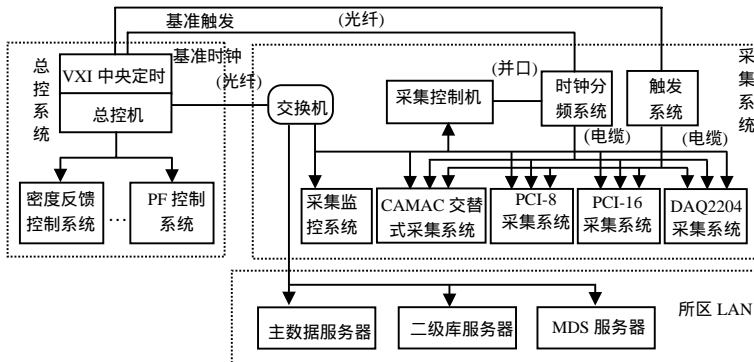 基准触发
(光纤)
总控系统
基准时钟
VXI 中央定时
总控机
(光纤)
交换机
采集控制机
(并口)
时钟分
频系统
触发
系统
采集系统
(电缆)
(电缆)
密度反馈
控制系统
…
PF 控制
系统
采集监
控系统
CAMAC 交替
式采集系统
PCI-8
采集系统
PCI-16
采集系统
DAQ2204
采集系统
所区 LAN
主数据服务器
二级库服务器
MDS 服务器